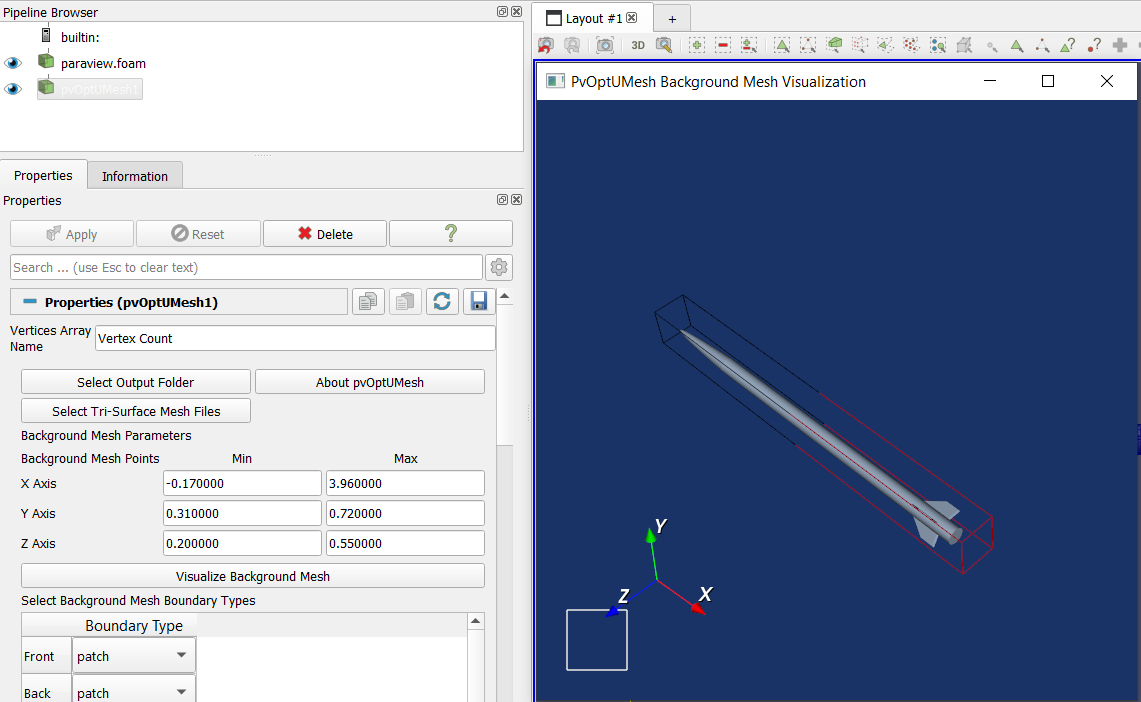 Pipeline Browser
builtin:
paraview.foam
pvOptUMesh1
Properties
Information
Properties
Apply
Reset
Delete
?
Search ... (use Esc to clear text)
Properties (pvOptUMesh1)
Vertices Array
Name
Vertex Count
Select Output Folder
About pvOptUMesh
Select Tri-Surface Mesh Files
Background Mesh Parameters
Background Mesh Points Min Max
X Axis -0.170000 3.960000
Y Axis 0.310000 0.720000
Z Axis 0.200000 0.550000
Visualize Background Mesh
Select Background Mesh Boundary Types
Boundary Type
Front patch
Back patch
Layout #1
+
3D
PvOptUMesh Background Mesh Visualization
Y
Z
X